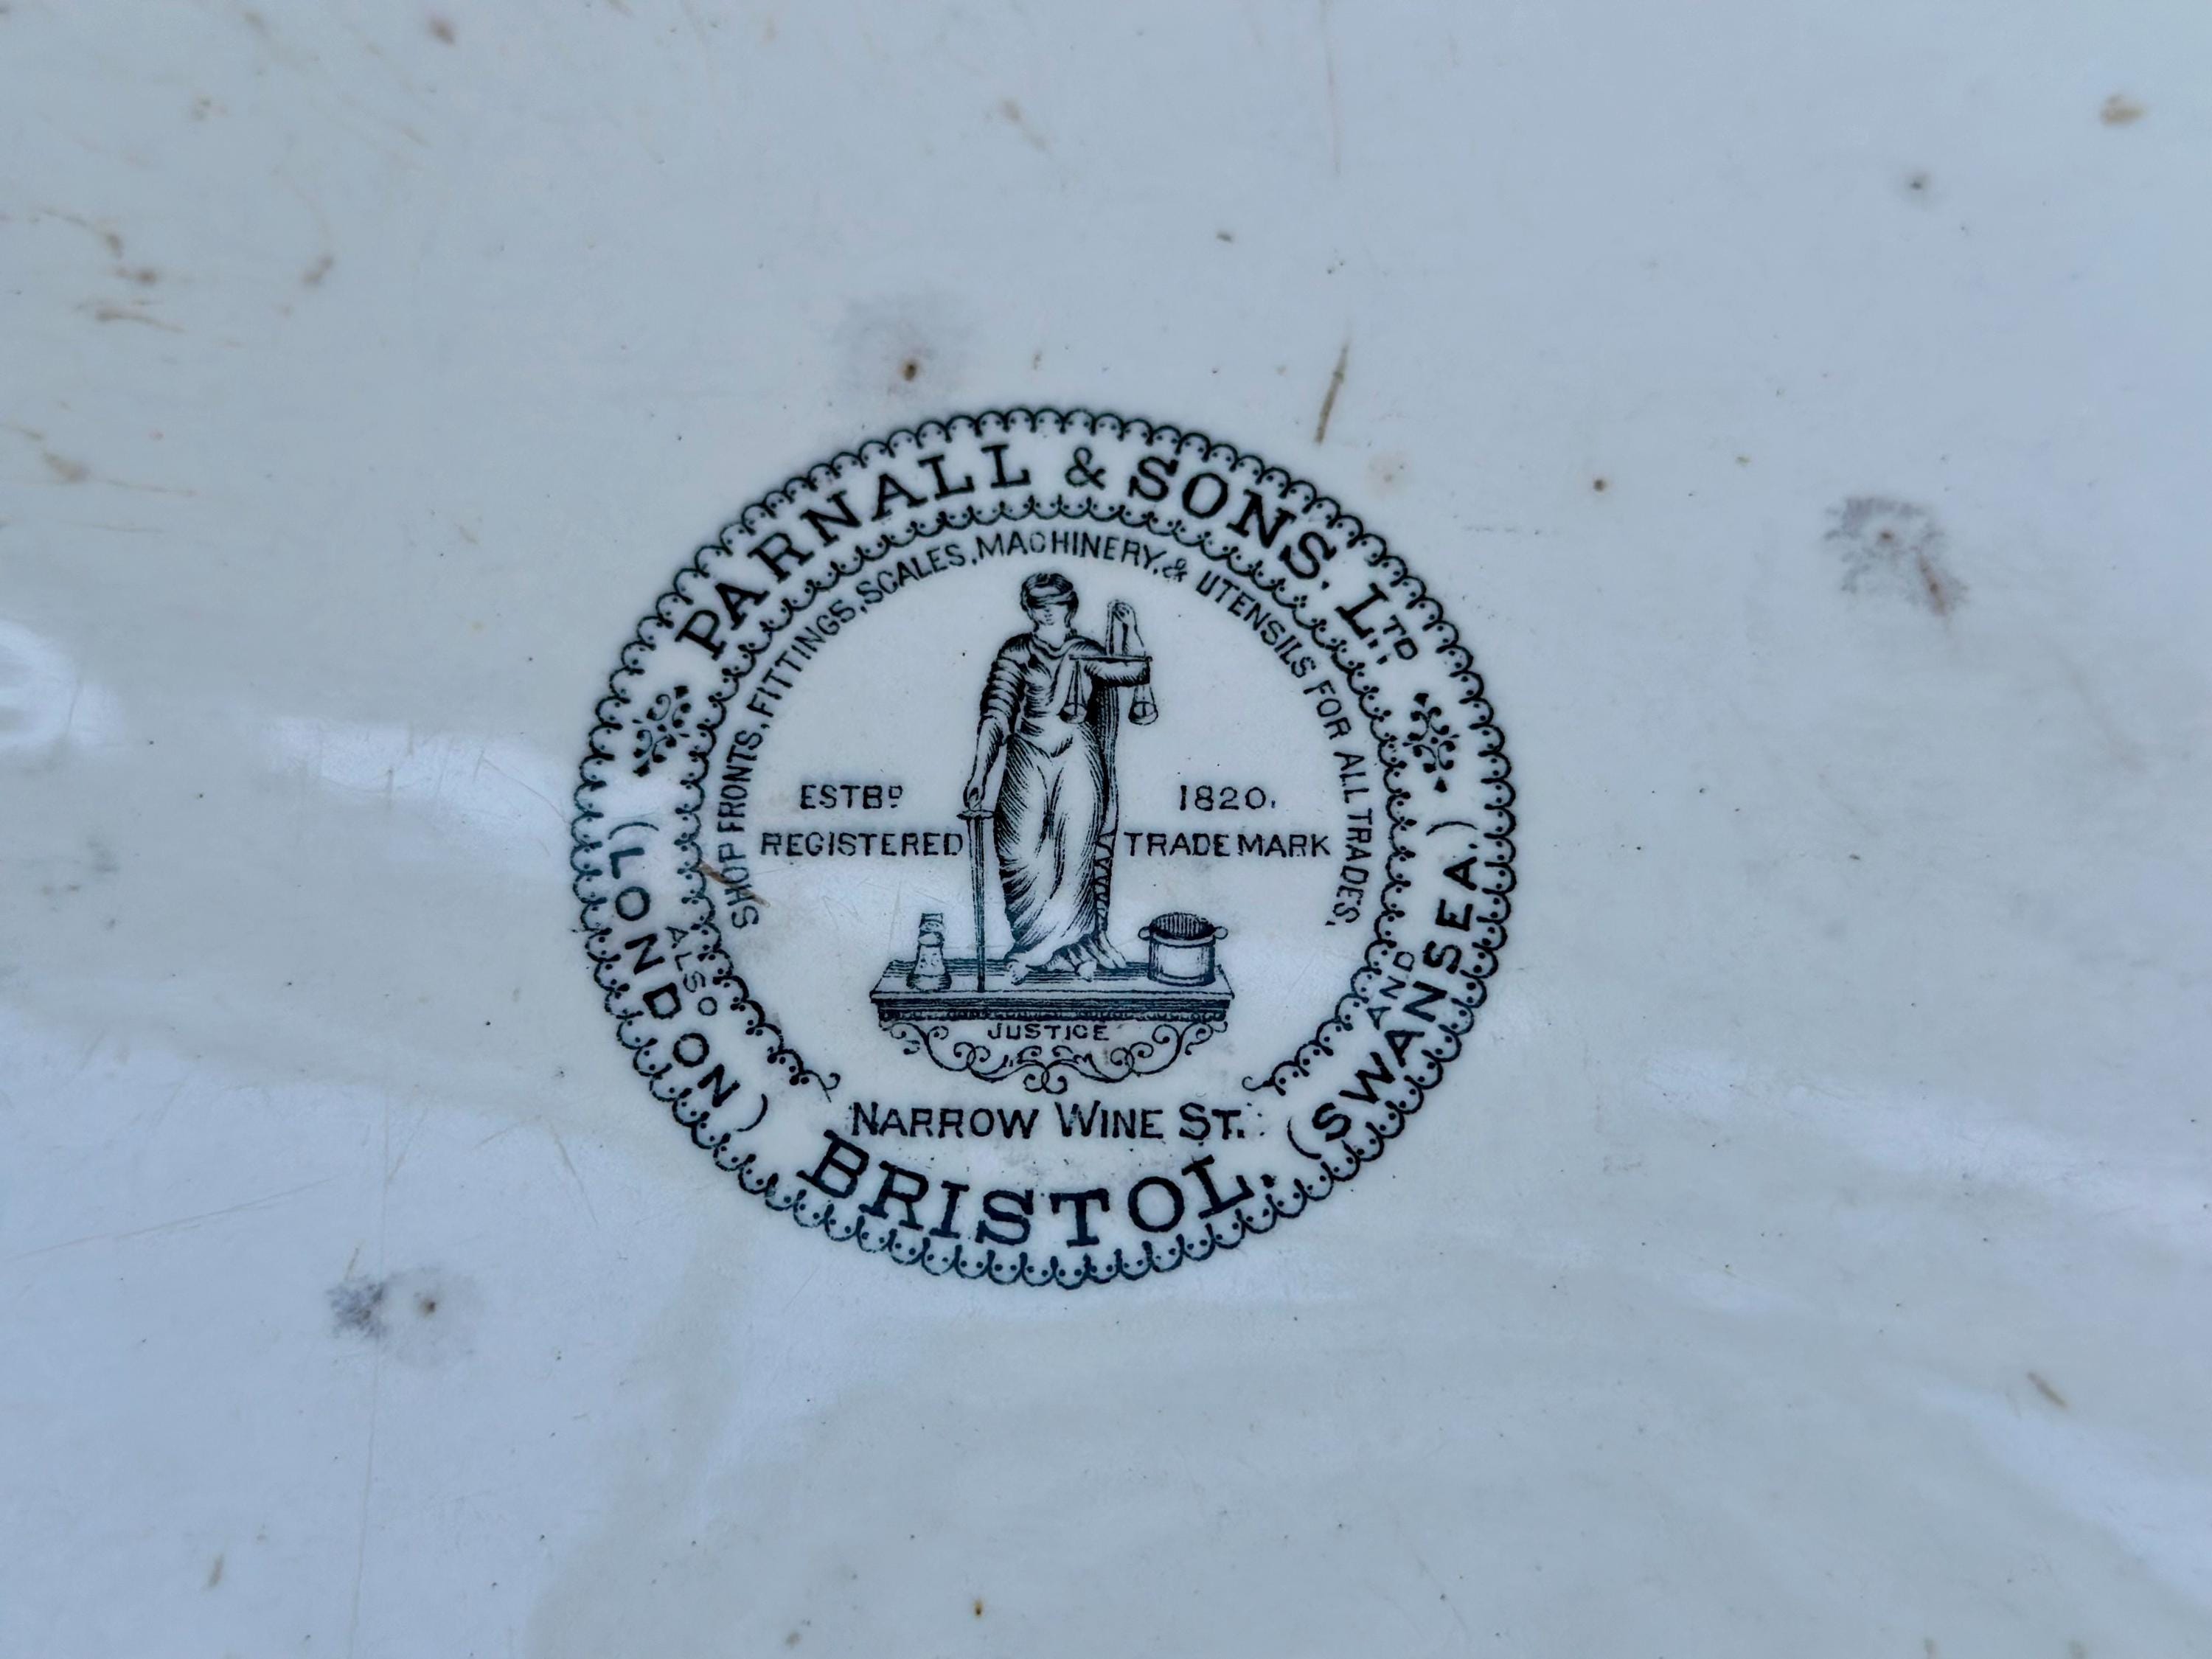 PARNALL & SONS, LTD
SHOP FRONTS, FITTINGS, SCALES, MACHINERY, & UTENSILS FOR ALL TRADES,
ESTBD 1820,
REGISTERED TRADE MARK
JUSTICE
ALSO (LONDON)
NARROW WINE ST.
BRISTOL.
AND (SWANSEA.)